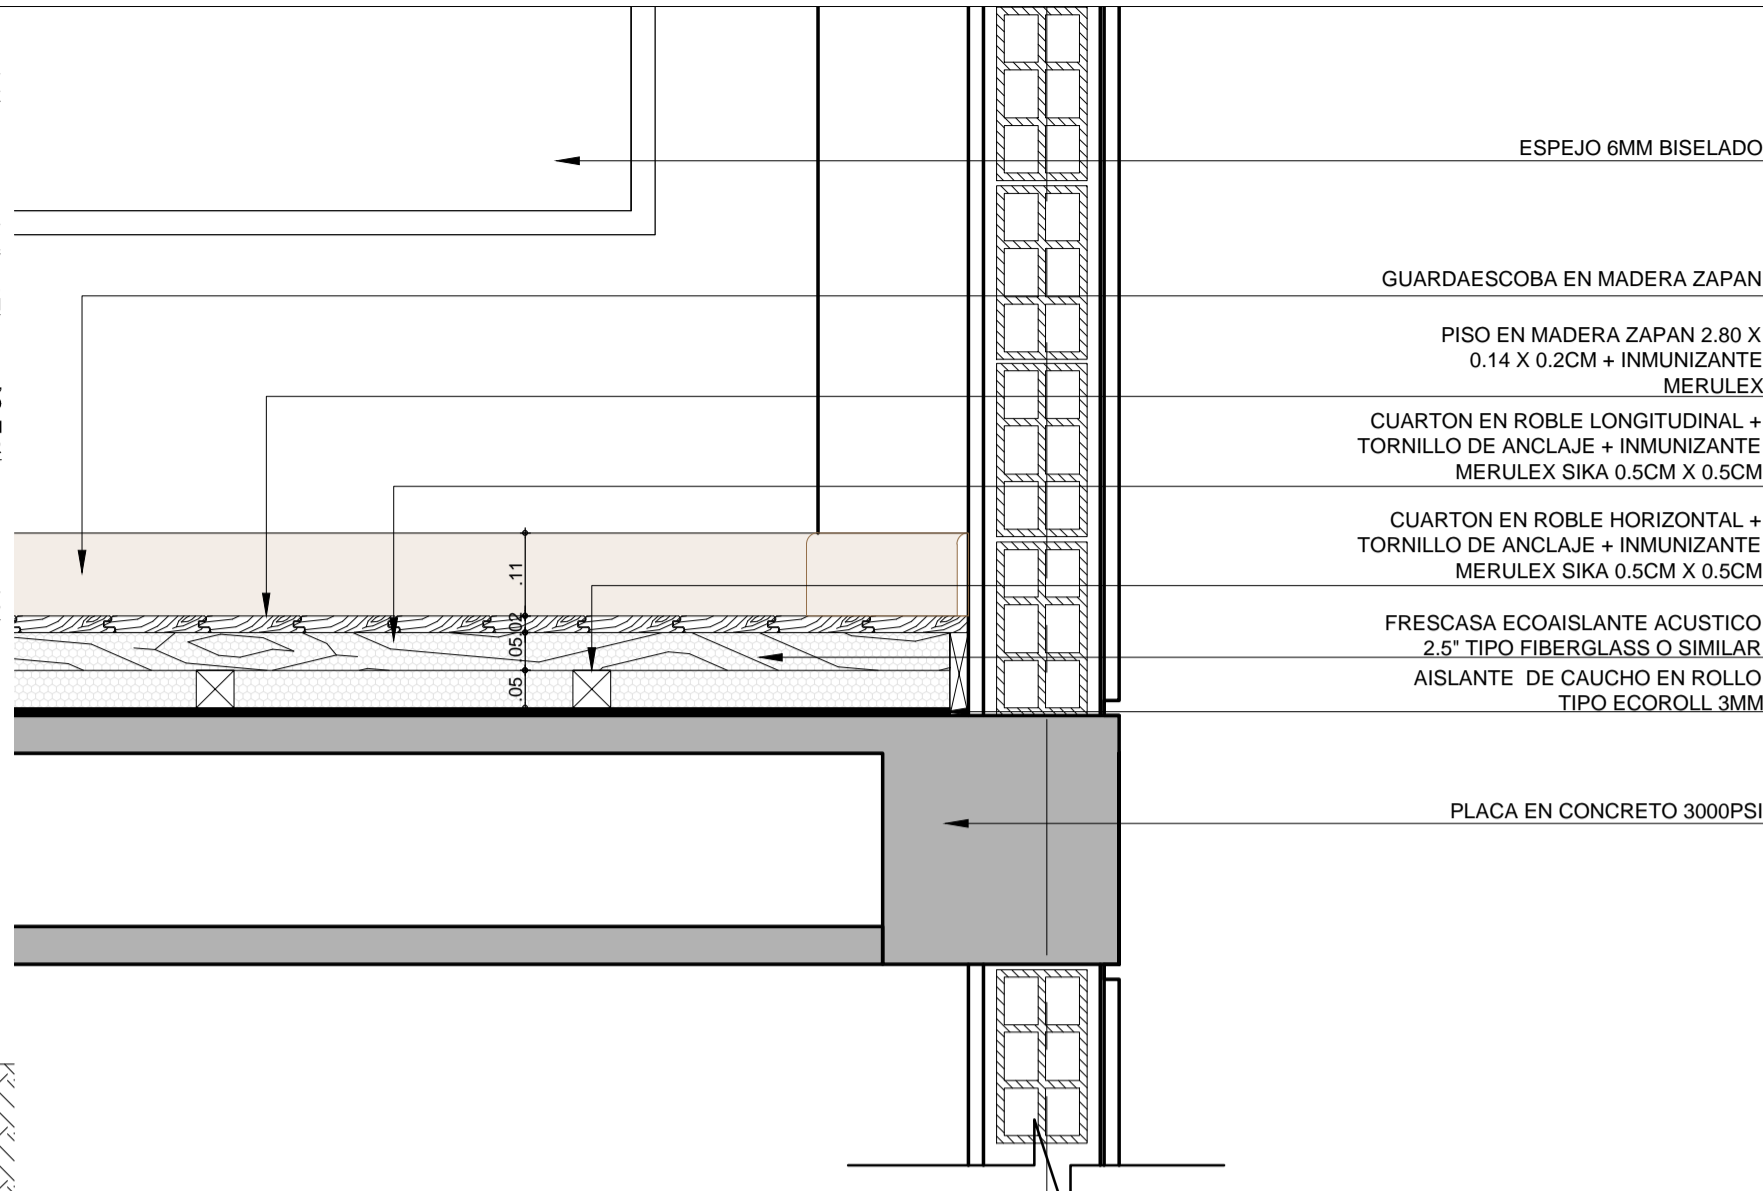 ESPEJO 6MM BISELADO
GUARDAESCOBA EN MADERA ZAPAN
PISO EN MADERA ZAPAN 2.80 X
0.14 X 0.2CM + INMUNIZANTE
MERULEX
CUARTON EN ROBLE LONGITUDINAL +
TORNILLO DE ANCLAJE + INMUNIZANTE
MERULEX SIKA 0.5CM X 0.5CM
CUARTON EN ROBLE HORIZONTAL +
TORNILLO DE ANCLAJE + INMUNIZANTE
MERULEX SIKA 0.5CM X 0.5CM
FRESCASA ECOAISLANTE ACUSTICO
2.5" TIPO FIBERGLASS O SIMILAR
AISLANTE DE CAUCHO EN ROLLO
TIPO ECOROLL 3MM
PLACA EN CONCRETO 3000PSI
.11
.02
.05
.05